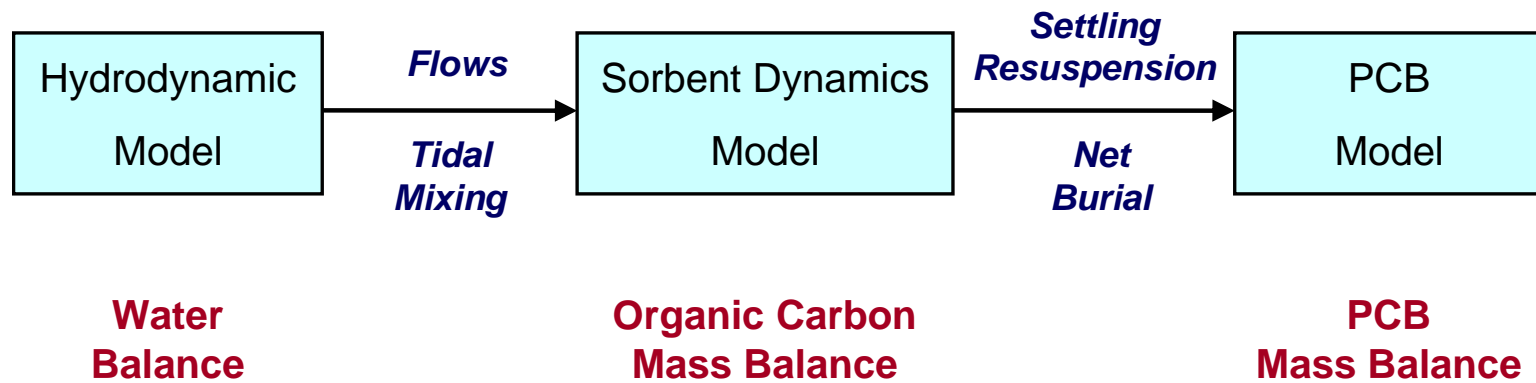 Hydrodynamic
Model
Flows
Tidal
Mixing
Sorbent Dynamics
Model
Settling
Resuspension
Net
Burial
PCB
Model
Water
Balance
Organic Carbon
Mass Balance
PCB
Mass Balance